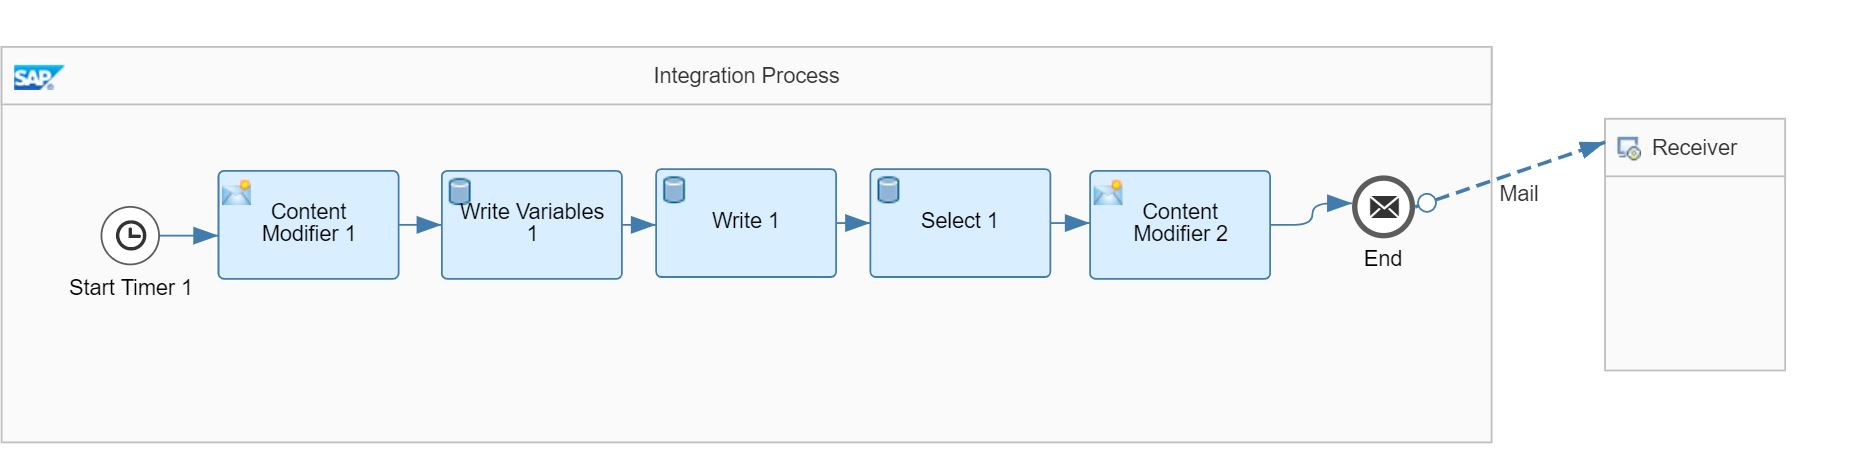 SAP
Integration Process
Receiver
Mail
Content
Modifier 1
Write Variables
1
Write 1
Select 1
Content
Modifier 2
End
Start Timer 1